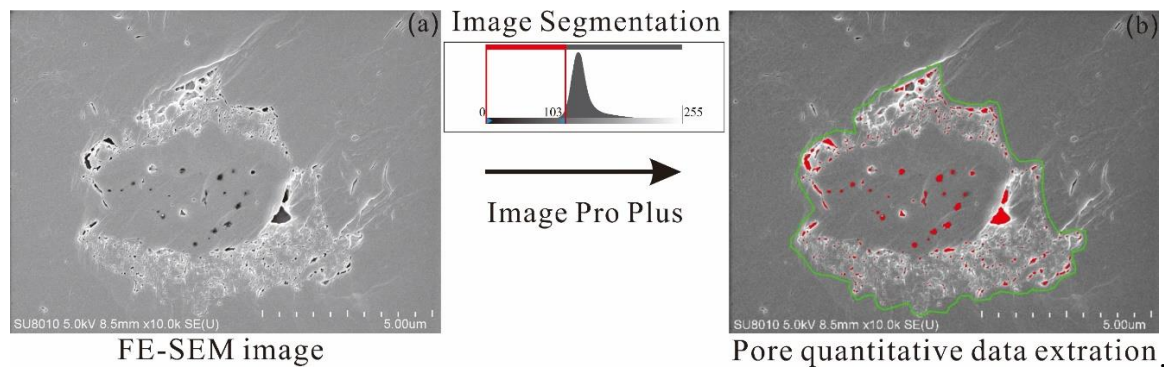 (a)
SU8010 5.0kV 8.5mm x10.0k SE(U)
5.00um
FE-SEM image
Image Segmentation
0
103
255
Image Pro Plus
(b)
SU8010 5.0kV 8.5mm x10.0k SE(U)
5.00um
Pore quantitative data extration
.